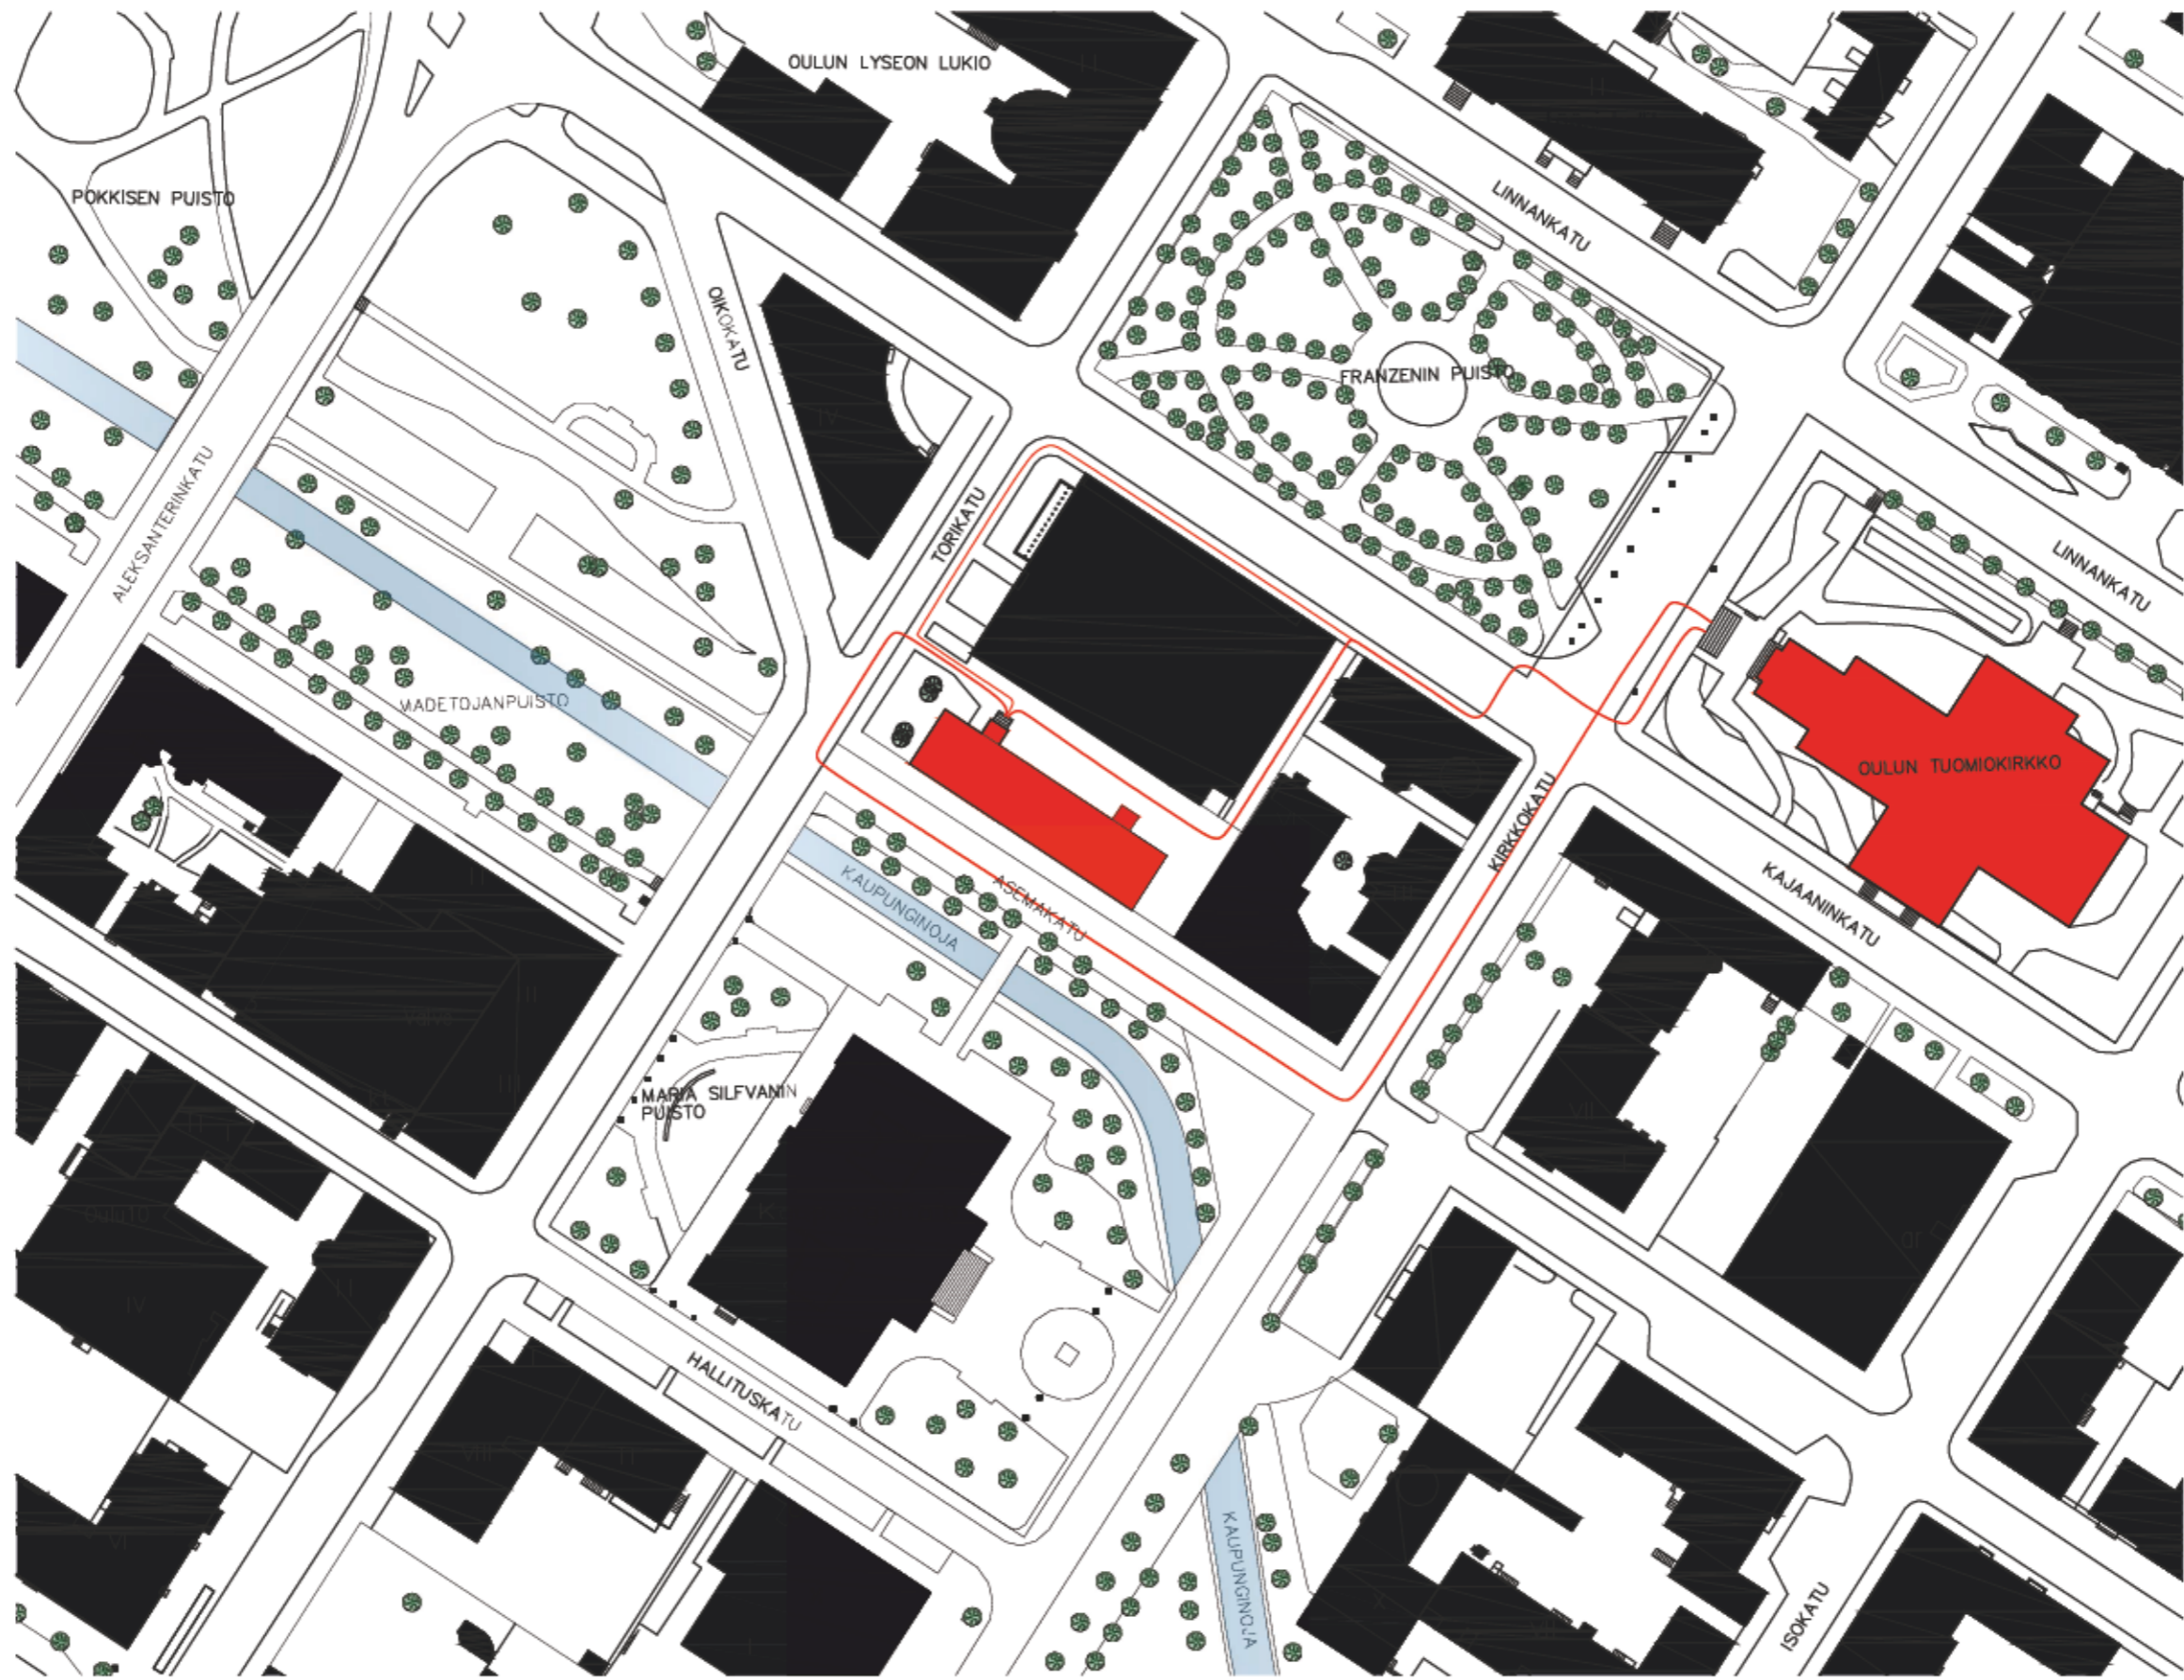 OULUN LYSEON LUKIO
POKKISEN PUISTO
LINNANKATU
OIKOKATU
FRANZENIN PUISTO
ALEKSANTERINKATU
TORIKATU
LINNANKATU
MADETOJANPUISTO
OULUN TUOMIOKIRKKO
KIRKKOKATU
KAJAANINKATU
KAUPUNGINOJA
ASEMAKATU
MARIA SILFVANIN
PUISTO
HALLITUSKATU
KAUPUNGINOJA
ISOKATU